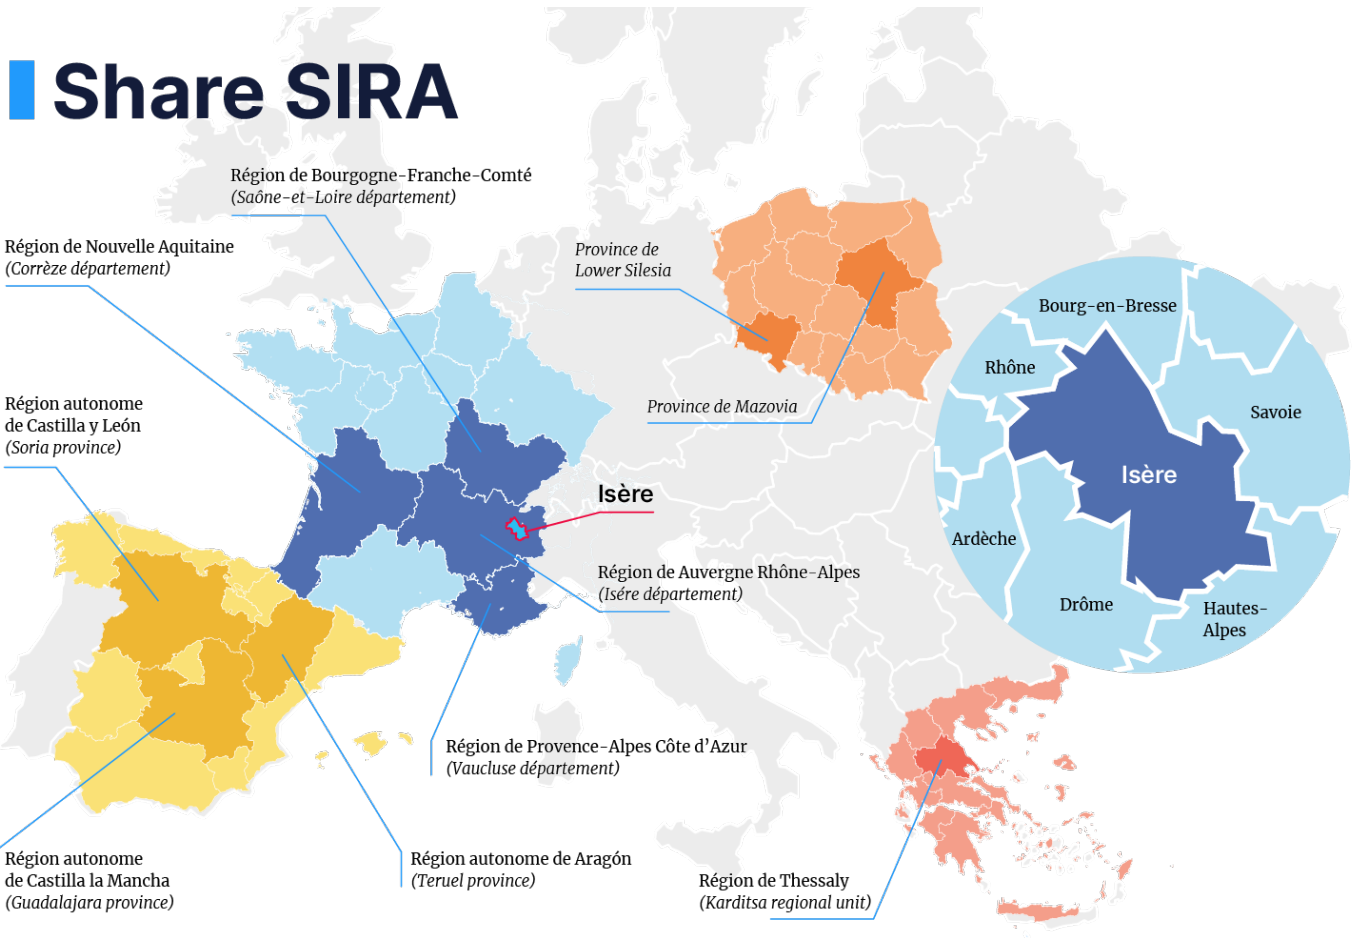 Share SIRA
Région de Bourgogne-Franche-Comté
(Saône-et-Loire département)
Région de Nouvelle Aquitaine
(Corrèze département)
Province de
Lower Silesia
Bourg-en-Bresse
Rhône
Savoie
Région autonome
de Castilla y León
(Soria province)
Province de Mazovia
Isère
Isère
Ardèche
Région de Auvergne Rhône-Alpes
(Isére département)
Drôme
Hautes-
Alpes
Région de Provence-Alpes Côte d’Azur
(Vaucluse département)
Région autonome
de Castilla la Mancha
(Guadalajara province)
Région autonome de Aragón
(Teruel province)
Région de Thessaly
(Karditsa regional unit)